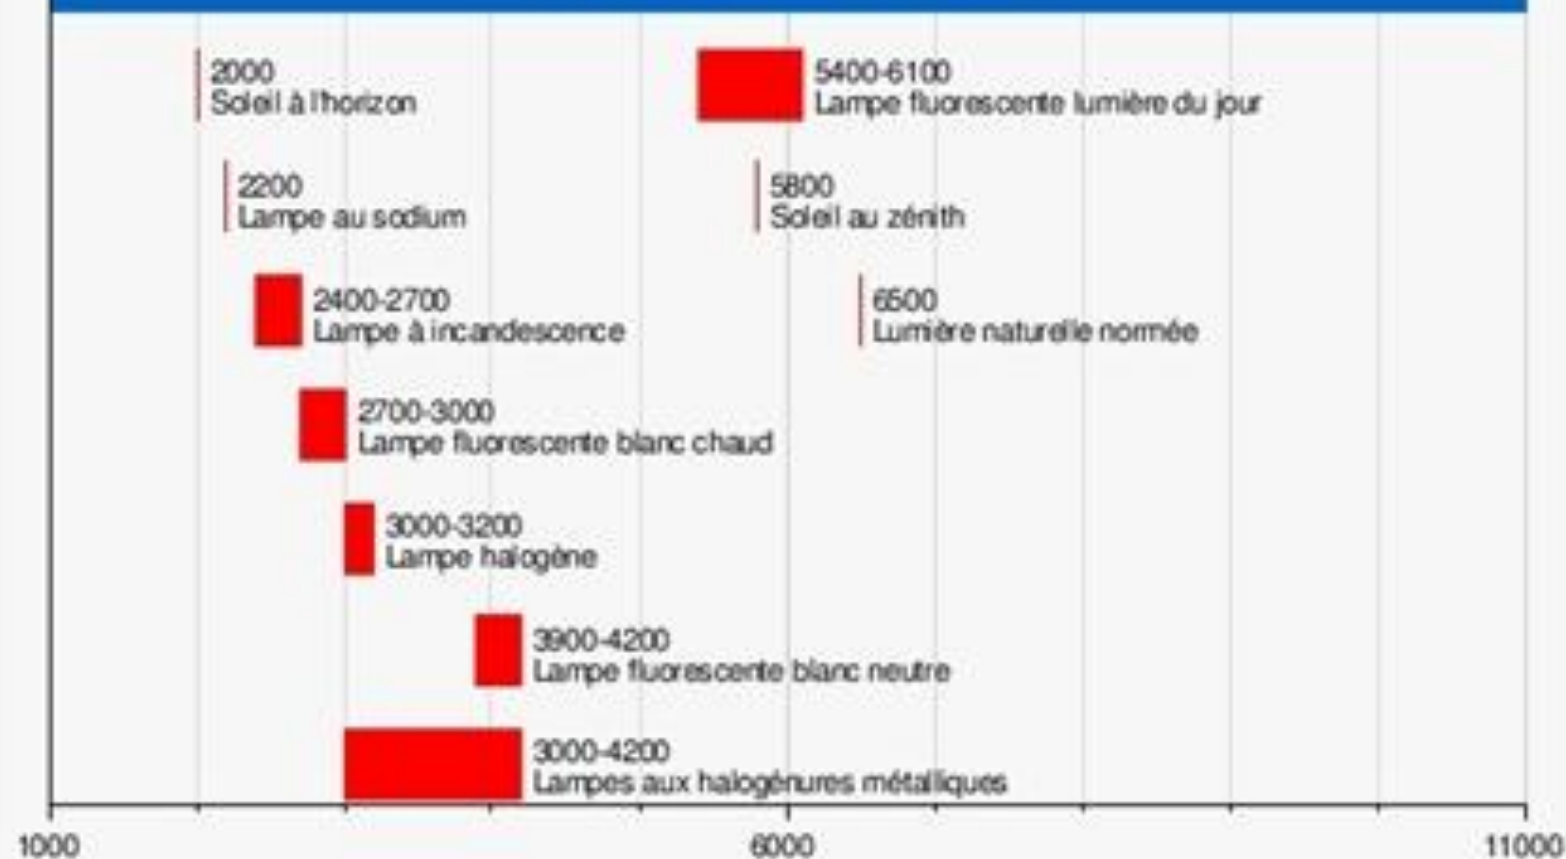 2000
Soleil à l'horizon
2200
Lampe au sodium
2400-2700
Lampe à incandescence
2700-3000
Lampe fluorescente blanc chaud
3000-3200
Lampe halogène
3900-4200
Lampe fluorescente blanc neutre
3000-4200
Lampes aux halogénures métalliques
5400-6100
Lampe fluorescente lumière du jour
5800
Soleil au zénith
6500
Lumière naturelle normée
1000 6000 11000